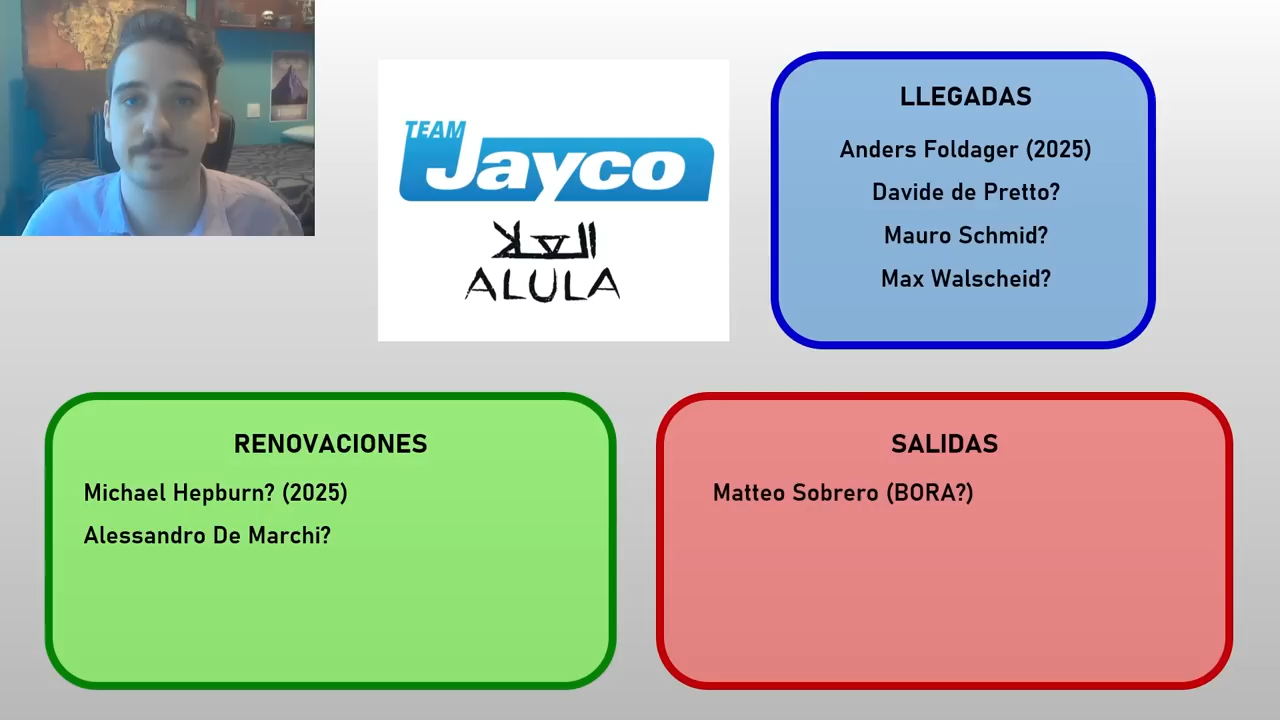 TEAM
Jayco
العلا
ALULA
LLEGADAS
Anders Foldager (2025)
Davide de Pretto?
Mauro Schmid?
Max Walscheid?
RENOVACIONES
Michael Hepburn? (2025)
Alessandro De Marchi?
SALIDAS
Matteo Sobrero (BORA?)